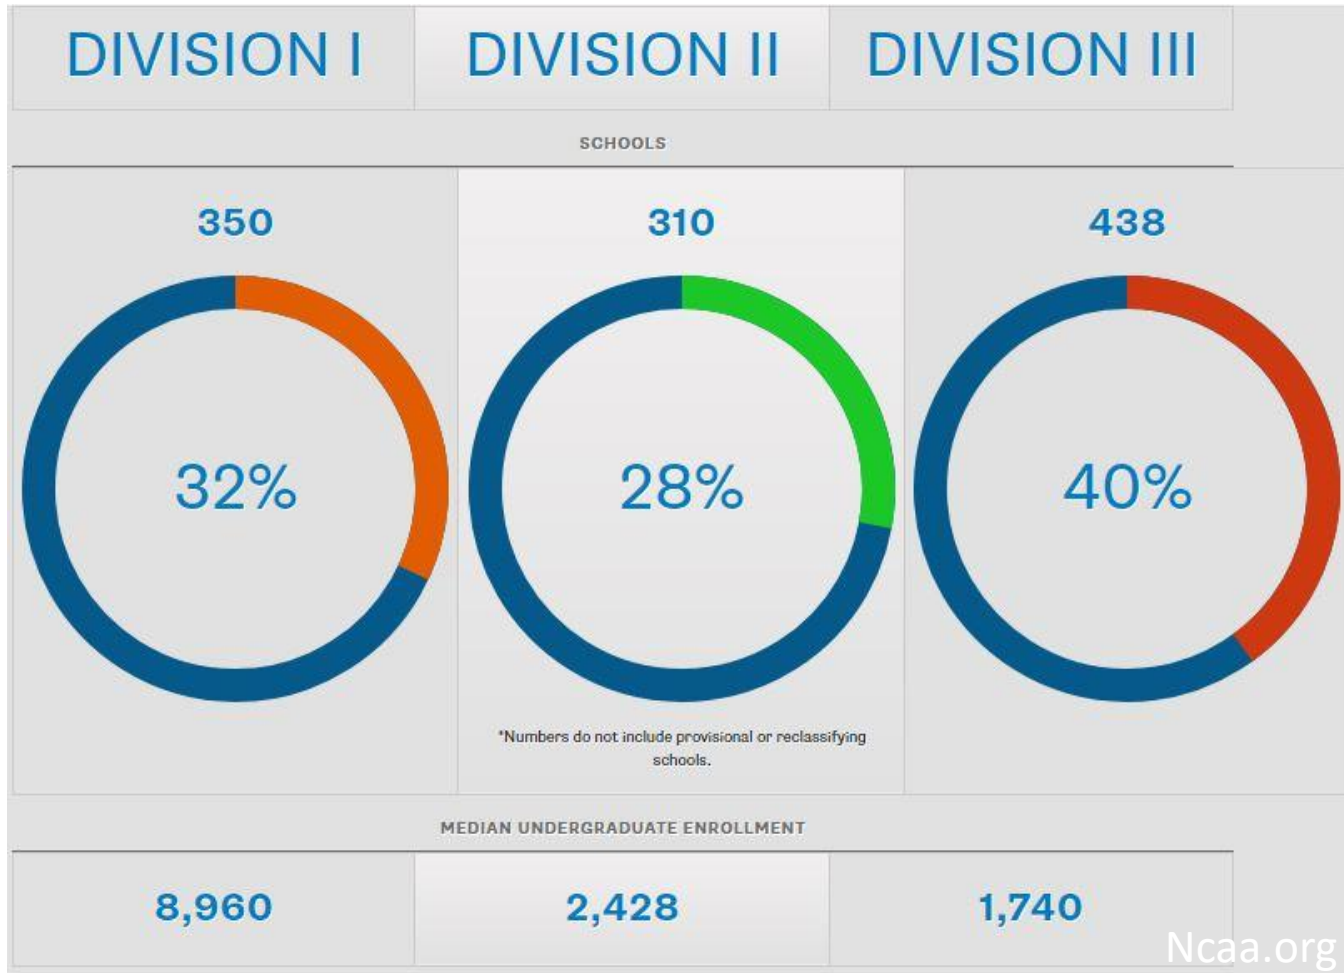 DIVISION I DIVISION II DIVISION III
SCHOOLS
350 310 438
32% 28% 40%
*Numbers do not include provisional or reclassifying
schools.
MEDIAN UNDERGRADUATE ENROLLMENT
8,960 2,428 1,740
Ncaa.org